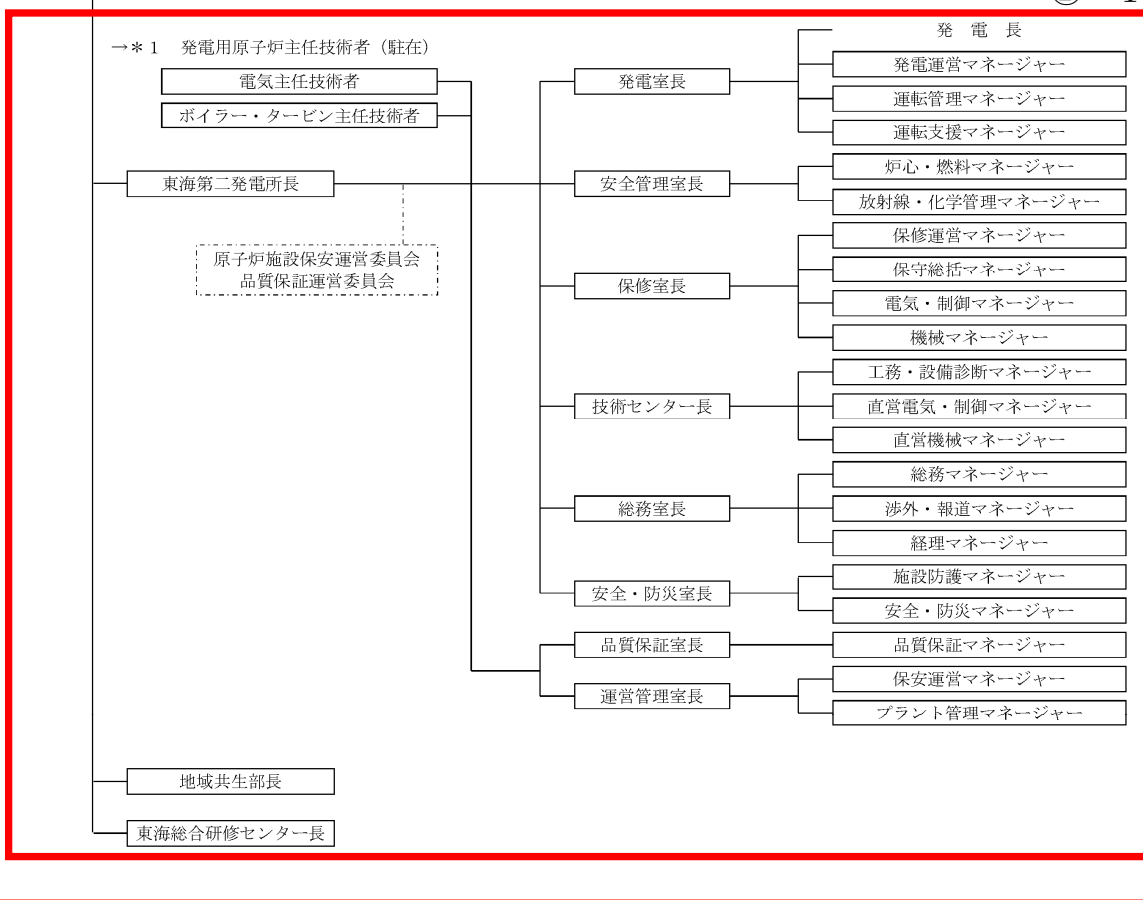 →＊１　発電用原子炉主任技術者（駐在）
電気主任技術者
ボイラー・タービン主任技術者
東海第二発電所長
原子炉施設保安運営委員会
品質保証運営委員会
発電室長
発　電　長
発電運営マネージャー
運転管理マネージャー
運転支援マネージャー
安全管理室長
炉心・燃料マネージャー
放射線・化学管理マネージャー
保修室長
保修運営マネージャー
保守総括マネージャー
電気・制御マネージャー
機械マネージャー
技術センター長
工務・設備診断マネージャー
直営電気・制御マネージャー
直営機械マネージャー
総務室長
総務マネージャー
渉外・報道マネージャー
経理マネージャー
安全・防災室長
施設防護マネージャー
安全・防災マネージャー
品質保証室長
品質保証マネージャー
運営管理室長
保安運営マネージャー
プラント管理マネージャー
地域共生部長
東海総合研修センター長